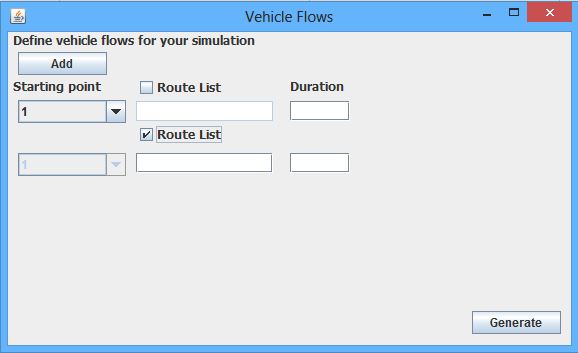 Vehicle Flows
Define vehicle flows for your simulation
Add
Starting point Route List Duration
1
Route List
1
Generate